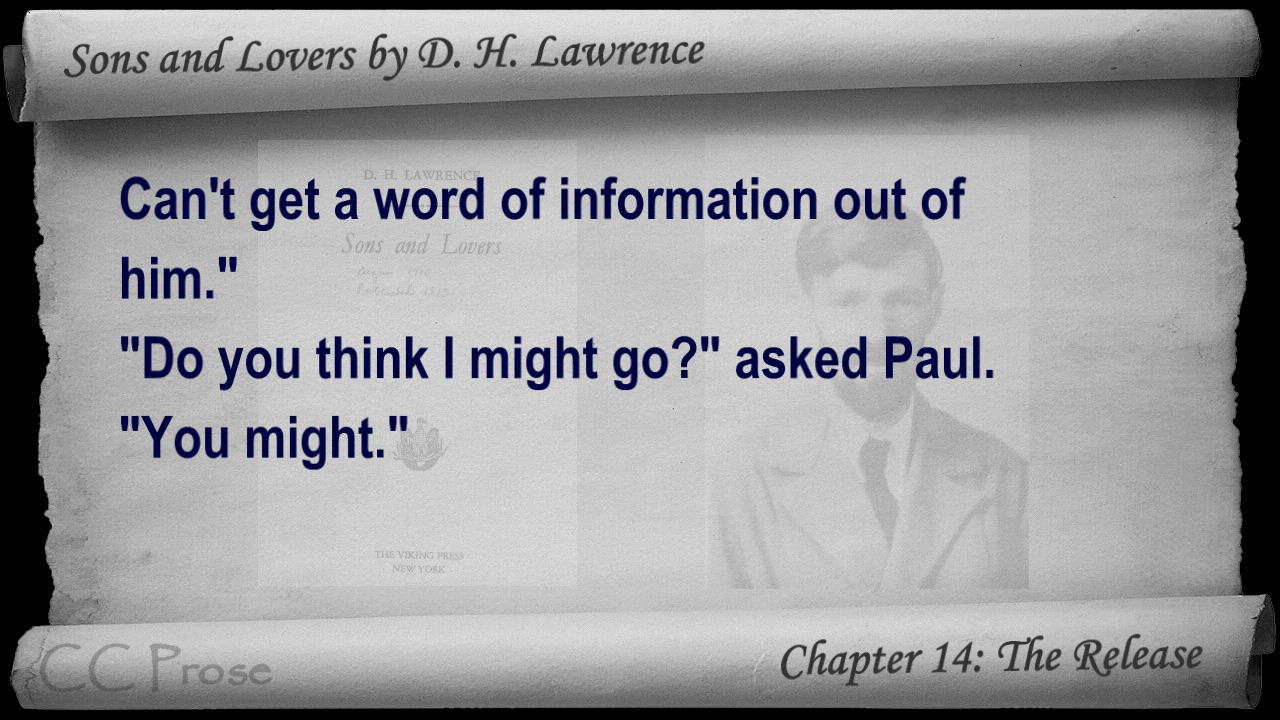 Sons and Lovers by D. H. Lawrence
D. H. LAWRENCE
Can't get a word of information out of
Sons and Lovers
him."
"Do you think I might go?" asked Paul.
"You might."
THE VIKING PRESS
NEW YORK
CC Prose
Chapter 14: The Release